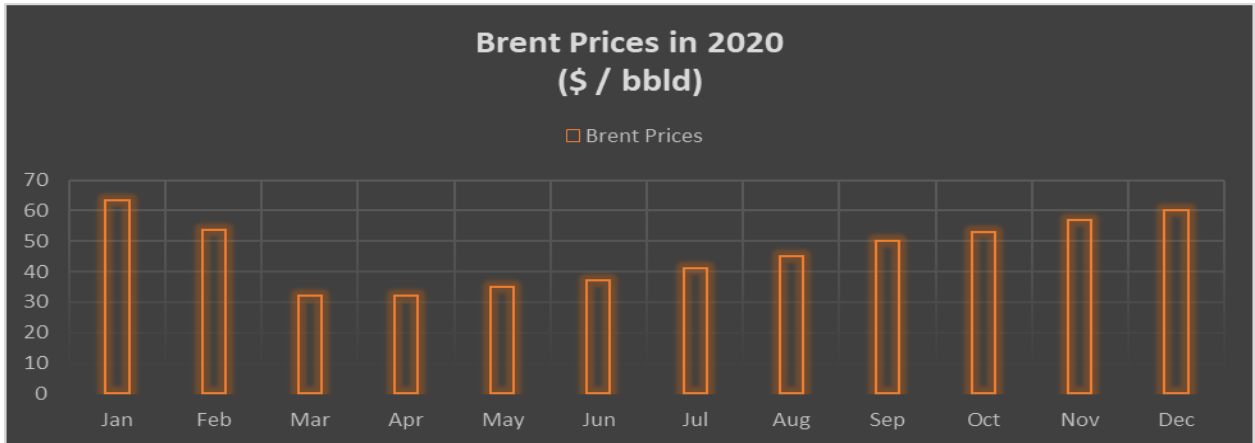 Brent Prices in 2020
($ / bbld)
Brent Prices
70
60
50
40
30
20
10
0
Jan Feb Mar Apr May Jun Jul Aug Sep Oct Nov Dec